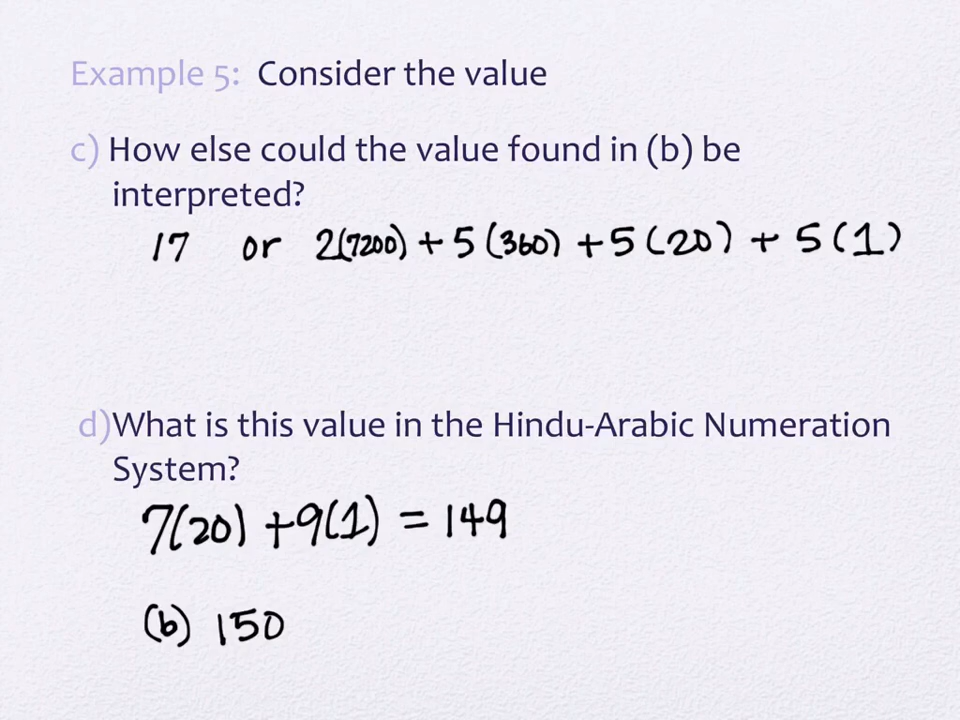 Example 5: Consider the value
c) How else could the value found in (b) be
interpreted?
17 or 2(7200) + 5(360) + 5(20) + 5(1)
d)What is this value in the Hindu-Arabic Numeration
System?
7(20) + 9(1) = 149
(b) 150